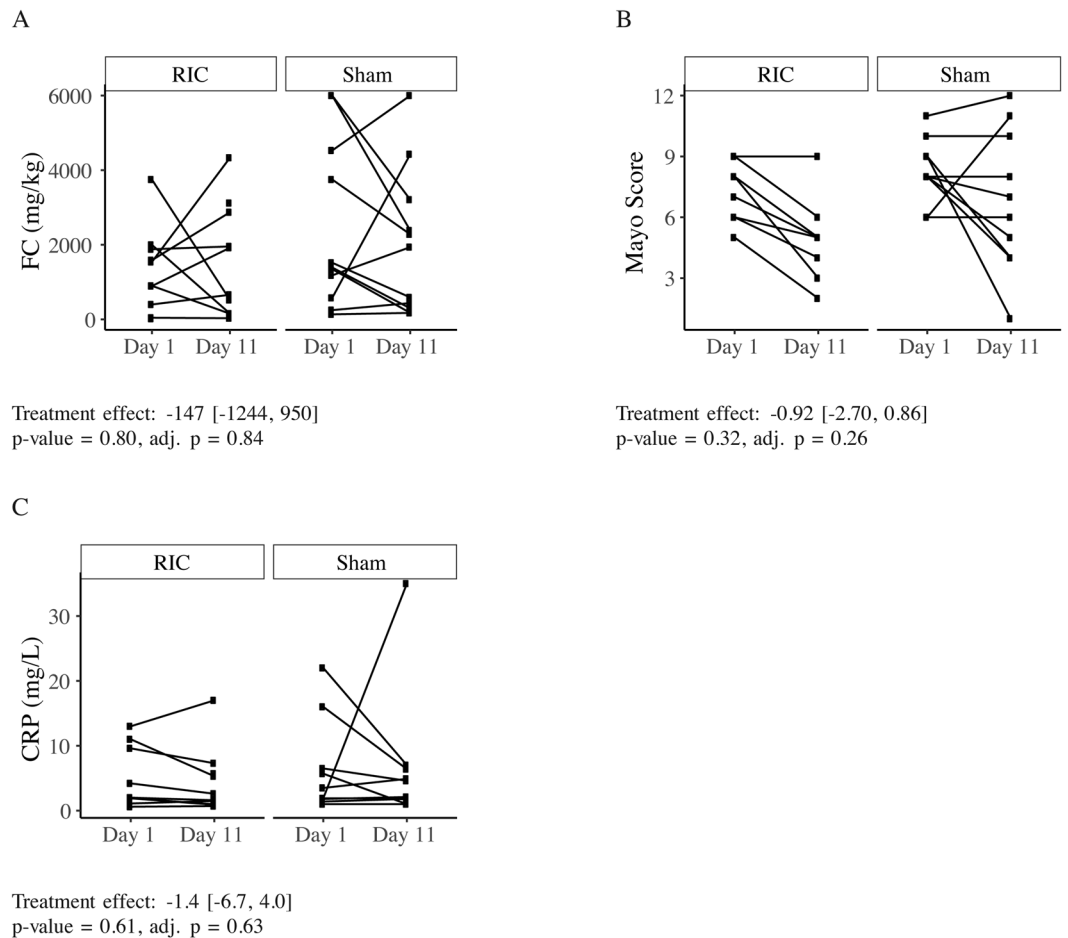 A
RIC
Sham
FC (mg/kg)
6000
4000
2000
0
Day 1
Day 11
Day 1
Day 11
Treatment effect: -147 [-1244, 950]
p-value = 0.80, adj. p = 0.84
B
RIC
Sham
Mayo Score
12
9
6
3
Day 1
Day 11
Day 1
Day 11
Treatment effect: -0.92 [-2.70, 0.86]
p-value = 0.32, adj. p = 0.26
C
RIC
Sham
CRP (mg/L)
30
20
10
0
Day 1
Day 11
Day 1
Day 11
Treatment effect: -1.4 [-6.7, 4.0]
p-value = 0.61, adj. p = 0.63